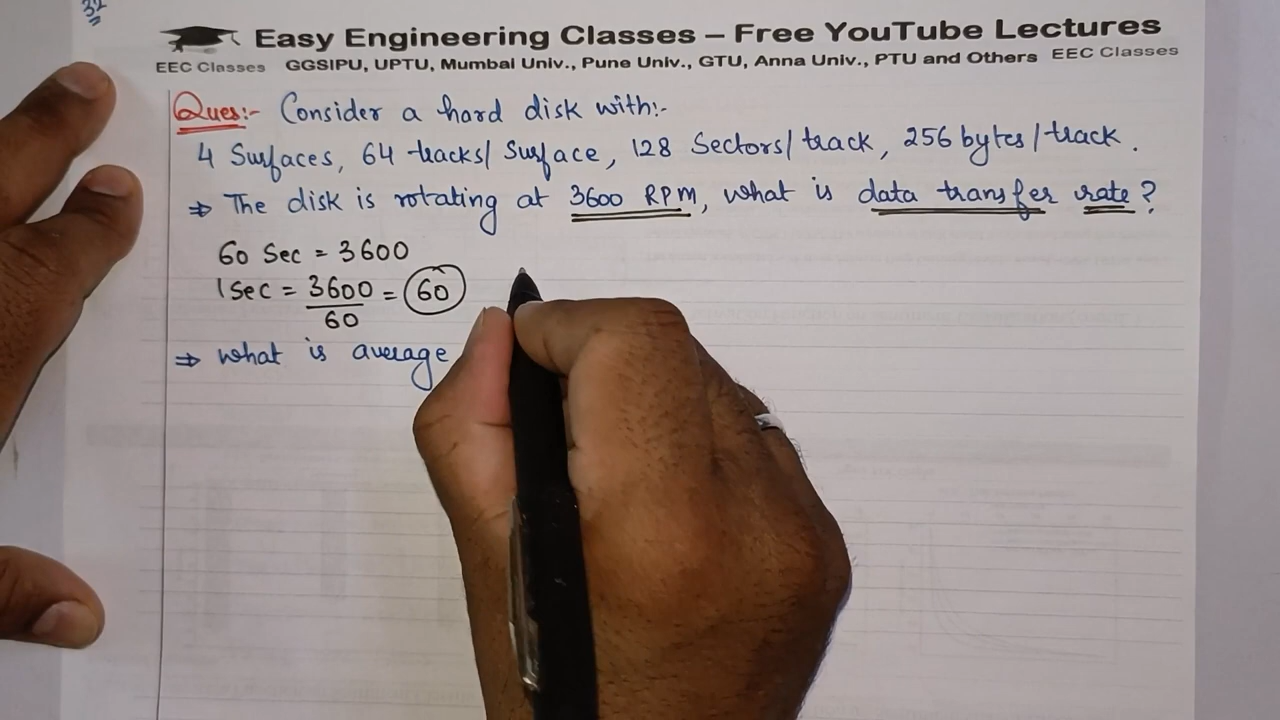 32
Easy Engineering Classes – Free YouTube Lectures
EEC Classes GGSIPU, UPTU, Mumbai Univ., Pune Univ., GTU, Anna Univ., PTU and Others EEC Classes
Ques:- Consider a hard disk with:-
4 Surfaces, 64 tracks/Surface, 128 Sectors/track, 256 bytes/track.
⇒ The disk is rotating at 3600 RPM, what is data transfer rate?
60 Sec = 3600
1 Sec = 3600/60 = 60
⇒ what is average